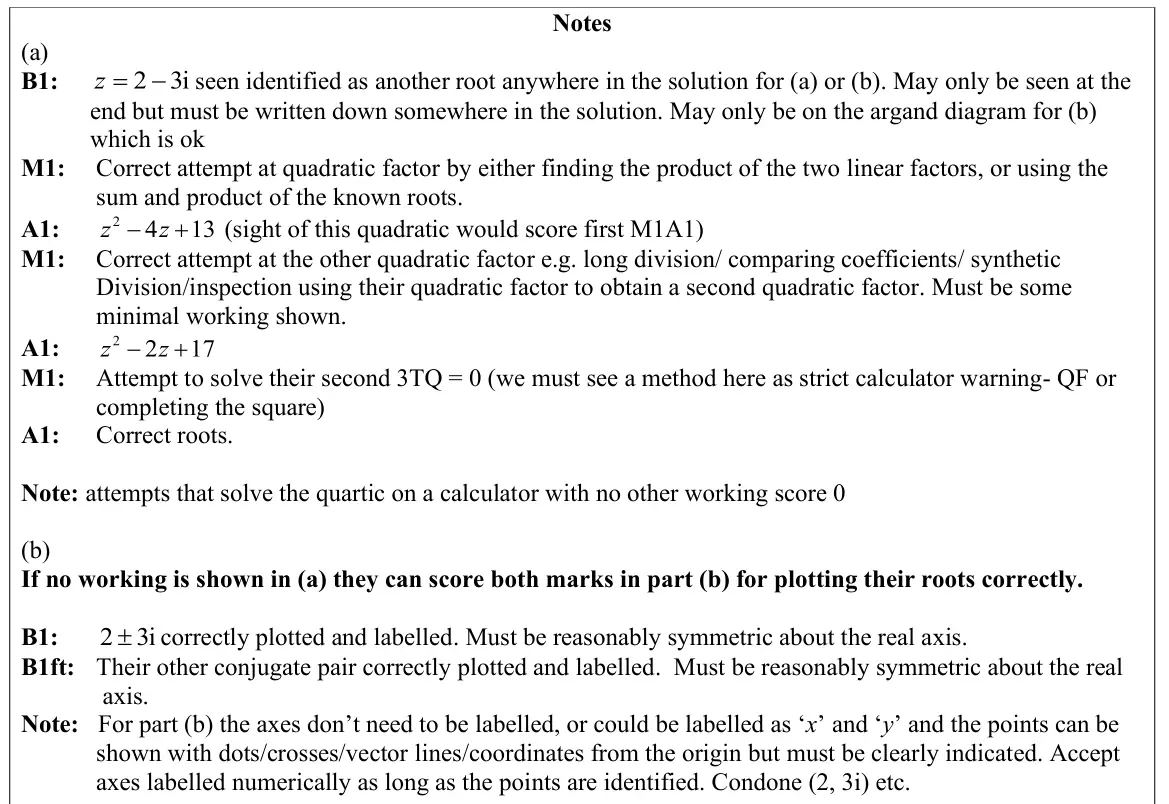 Notes
(a)
B1: z = 2 − 3i seen identified as another root anywhere in the solution for (a) or (b). May only be seen at the
end but must be written down somewhere in the solution. May only be on the argand diagram for (b)
which is ok
M1: Correct attempt at quadratic factor by either finding the product of the two linear factors, or using the
sum and product of the known roots.
A1: z² − 4z + 13 (sight of this quadratic would score first M1A1)
M1: Correct attempt at the other quadratic factor e.g. long division/ comparing coefficients/ synthetic
Division/inspection using their quadratic factor to obtain a second quadratic factor. Must be some
minimal working shown.
A1: z² − 2z + 17
M1: Attempt to solve their second 3TQ = 0 (we must see a method here as strict calculator warning- QF or
completing the square)
A1: Correct roots.
Note: attempts that solve the quartic on a calculator with no other working score 0
(b)
If no working is shown in (a) they can score both marks in part (b) for plotting their roots correctly.
B1: 2 ± 3i correctly plotted and labelled. Must be reasonably symmetric about the real axis.
B1ft: Their other conjugate pair correctly plotted and labelled. Must be reasonably symmetric about the real
axis.
Note: For part (b) the axes don’t need to be labelled, or could be labelled as ‘x’ and ‘y’ and the points can be
shown with dots/crosses/vector lines/coordinates from the origin but must be clearly indicated. Accept
axes labelled numerically as long as the points are identified. Condone (2, 3i) etc.